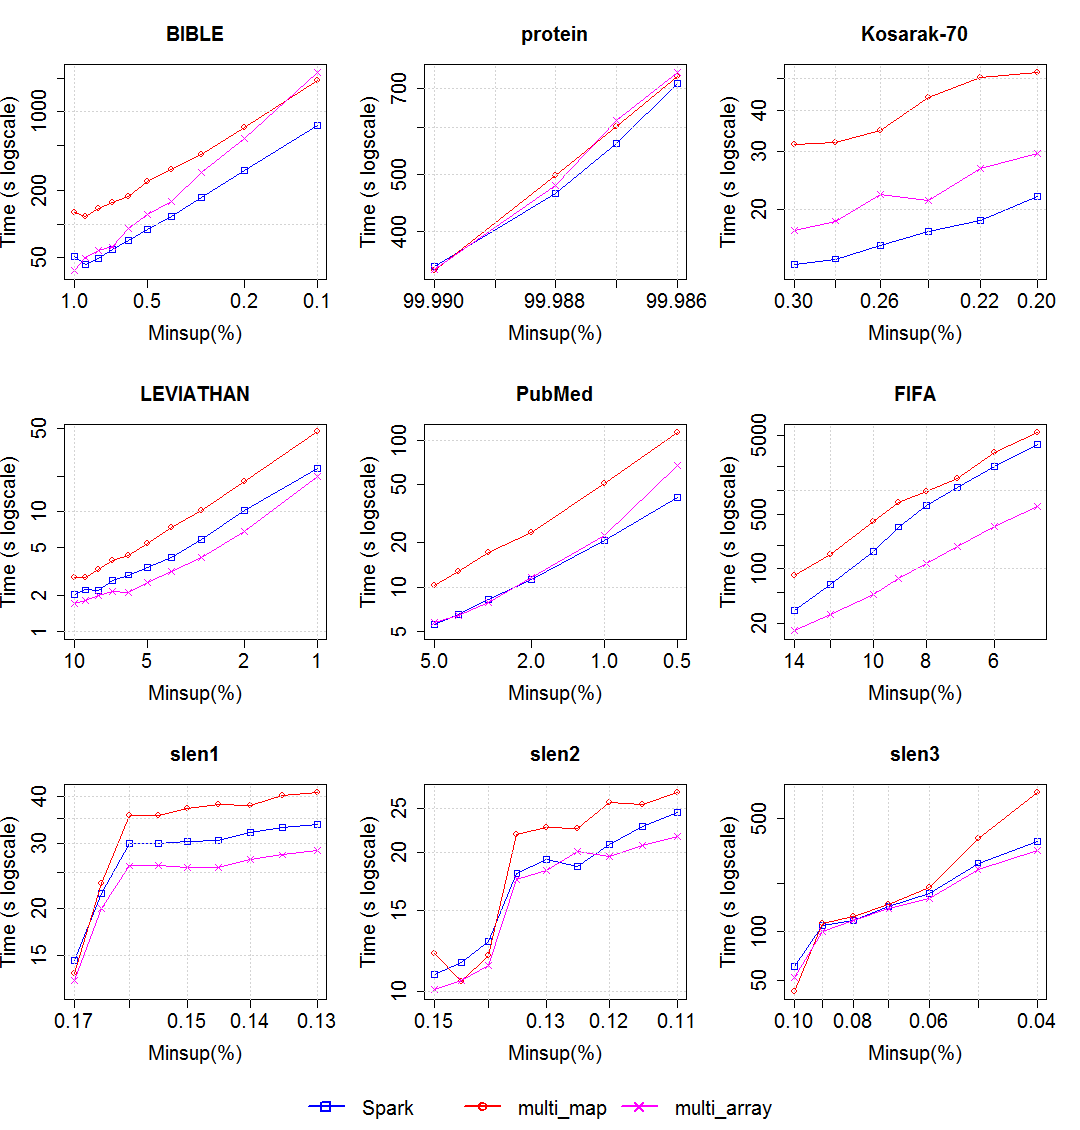 BIBLE
protein
Kosarak-70
Time (s logscale)
50
200
1000
1.0
0.5
0.2
0.1
Minsup(%)
Time (s logscale)
400
500
700
99.990
99.988
99.986
Minsup(%)
Time (s logscale)
20
30
40
0.30
0.26
0.22
0.20
Minsup(%)
LEVIATHAN
PubMed
FIFA
Time (s logscale)
1
2
5
10
50
10
5
2
1
Minsup(%)
Time (s logscale)
5
10
20
50
100
5.0
2.0
1.0
0.5
Minsup(%)
Time (s logscale)
20
100
500
5000
14
10
8
6
Minsup(%)
slen1
slen2
slen3
Time (s logscale)
15
20
30
40
0.17
0.15
0.14
0.13
Minsup(%)
Time (s logscale)
10
15
20
25
0.15
0.13
0.12
0.11
Minsup(%)
Time (s logscale)
50
100
500
0.10
0.08
0.06
0.04
Minsup(%)
Spark
multi_map
multi_array